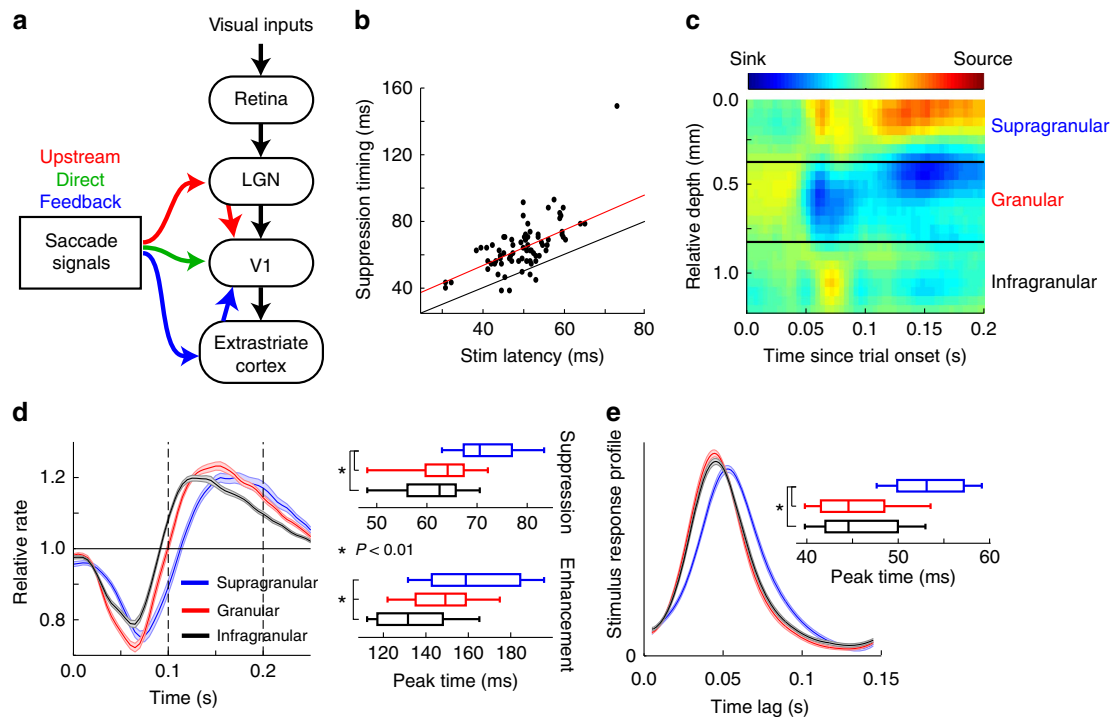 a
Visual inputs
Retina
LGN
V1
Extrastriate
cortex
Upstream
Direct
Feedback
Saccade
signals
b
Suppression timing (ms)
160
120
80
40
40
60
80
Stim latency (ms)
c
Sink
Source
Relative depth (mm)
0.0
0.5
1.0
Supragranular
Granular
Infragranular
0.0
0.05
0.1
0.15
0.2
Time since trial onset (s)
d
Relative rate
1.2
1.0
0.8
Supragranular
Granular
Infragranular
0.0
0.1
0.2
Time (s)
*
50
60
70
80
Suppression
* P < 0.01
*
Enhancement
120
140
160
180
Peak time (ms)
e
Stimulus response profile
0
0.0
0.05
0.1
0.15
Time lag (s)
*
40
50
60
Peak time (ms)